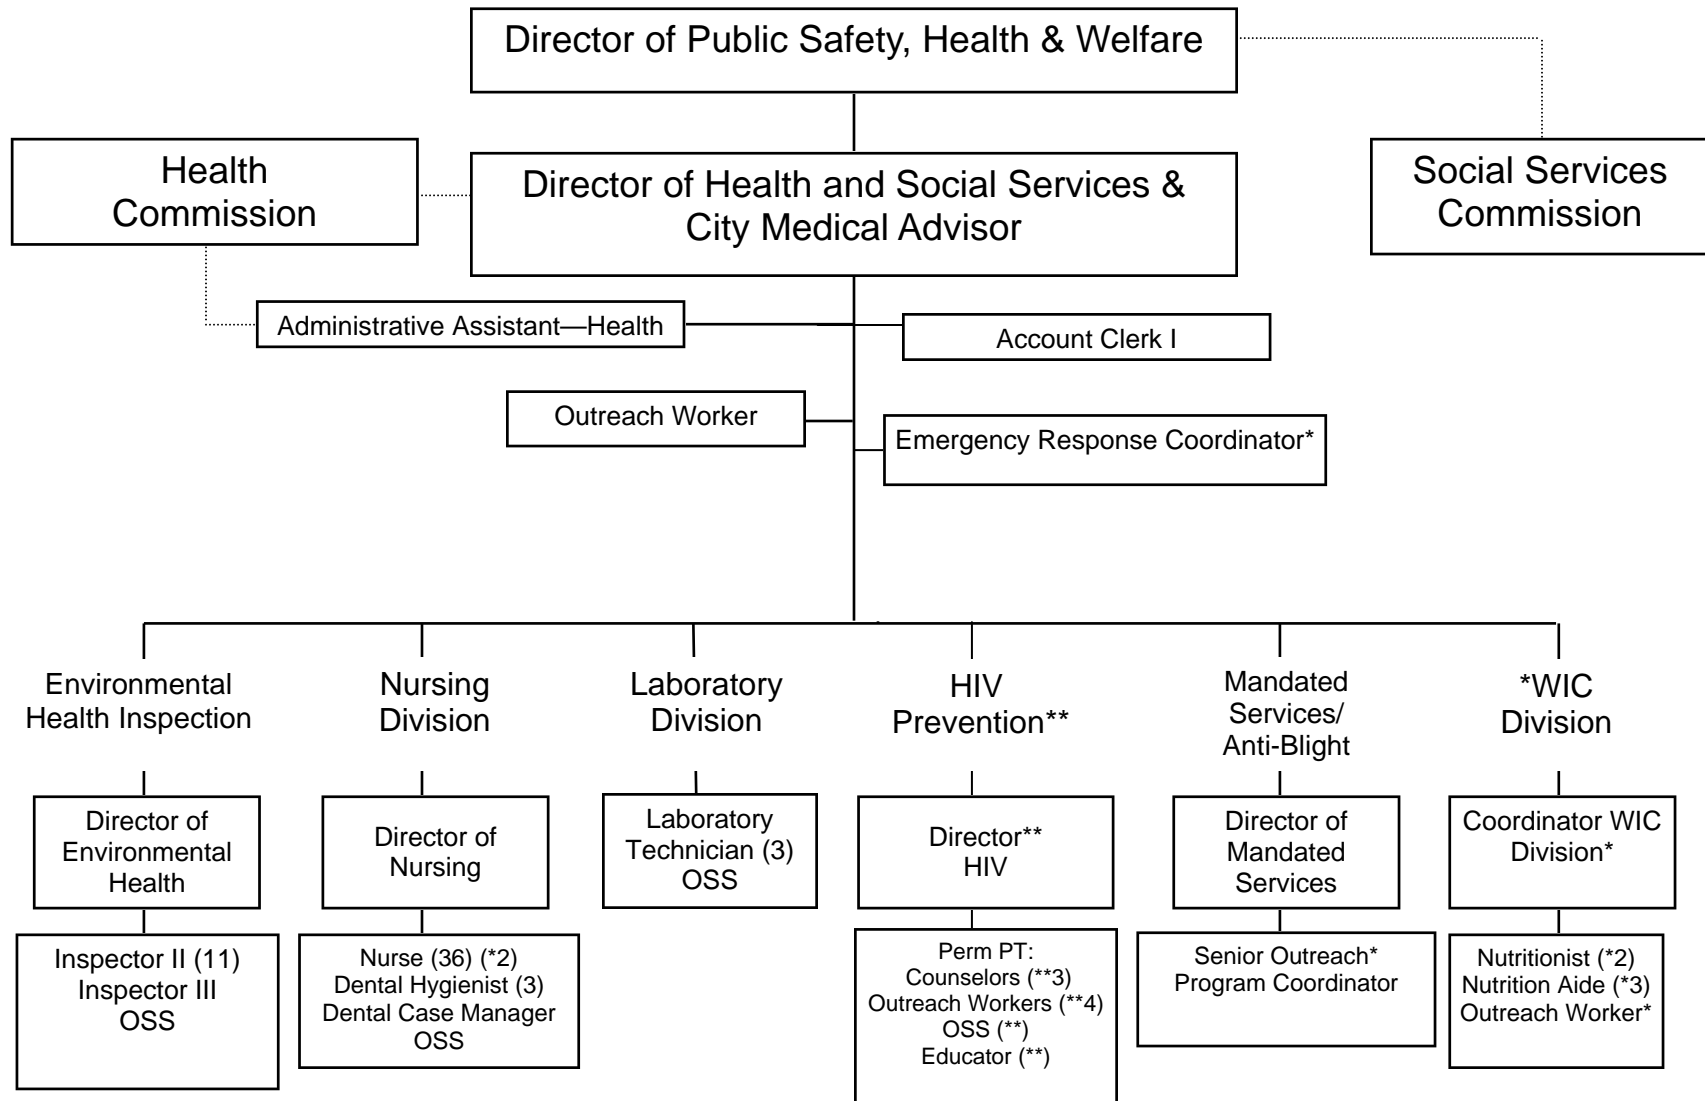 Director of Public Safety, Health & Welfare
Health
Commission
Director of Health and Social Services &
City Medical Advisor
Social Services
Commission
Administrative Assistant—Health
Account Clerk I
Outreach Worker
Emergency Response Coordinator*
Environmental
Health Inspection
Nursing
Division
Laboratory
Division
HIV
Prevention**
Mandated
Services/
Anti-Blight
*WIC
Division
Director of
Environmental
Health
Director of
Nursing
Laboratory
Technician (3)
OSS
Director**
HIV
Director of
Mandated
Services
Coordinator WIC
Division*
Inspector II (11)
Inspector III
OSS
Nurse (36) (*2)
Dental Hygienist (3)
Dental Case Manager
OSS
Perm PT:
Counselors (**3)
Outreach Workers (**4)
OSS (**)
Educator (**)
Senior Outreach*
Program Coordinator
Nutritionist (*2)
Nutrition Aide (*3)
Outreach Worker*